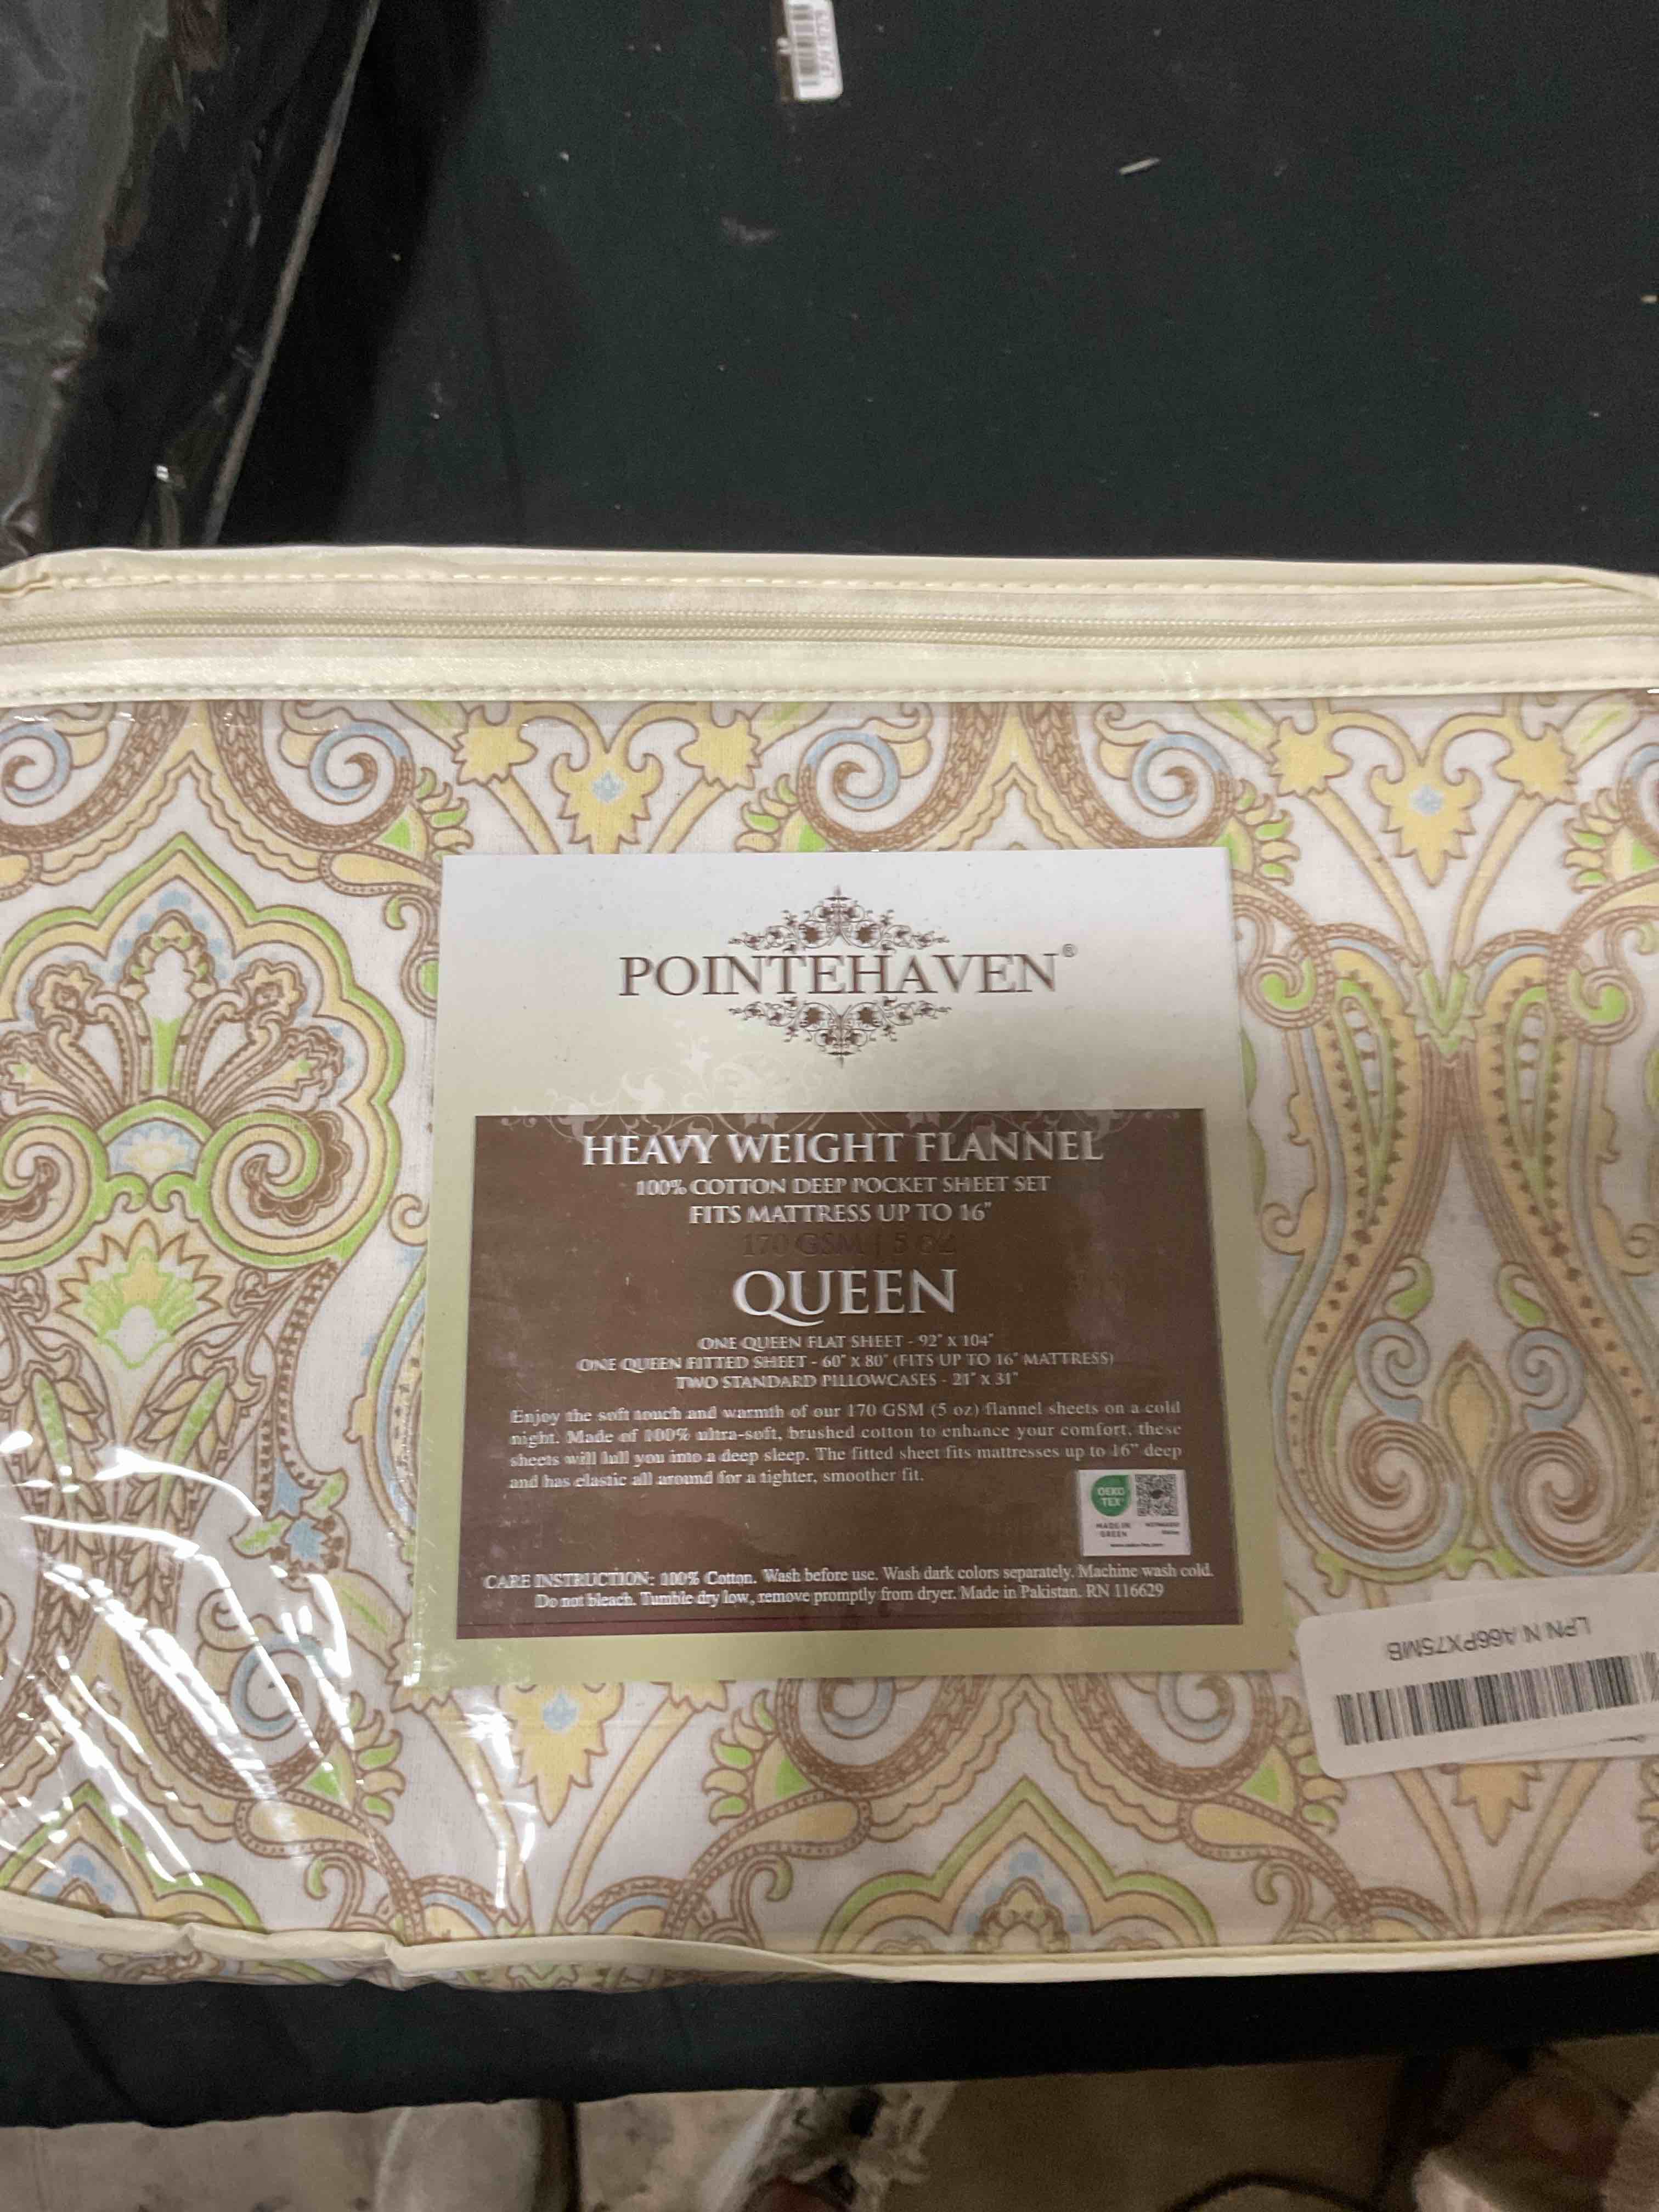 POINTEHAVEN®
HEAVY WEIGHT FLANNEL
100% COTTON DEEP POCKET SHEET SET
FITS MATTRESS UP TO 16"
170 GSM | 5 OZ
QUEEN
ONE QUEEN FLAT SHEET - 92" X 104"
ONE QUEEN FITTED SHEET - 60" X 80" (FITS UP TO 16" MATTRESS)
TWO STANDARD PILLOWCASES - 21" X 31"
Enjoy the soft touch and warmth of our 170 GSM (5 oz) flannel sheets on a cold
night. Made of 100% ultra-soft, brushed cotton to enhance your comfort, these
sheets will lull you into a deep sleep. The fitted sheet fits mattresses up to 16" deep
and has elastic all around for a tighter, smoother fit.
OEKO
TEX®
MADE IN
GREEN
CARE INSTRUCTION: 100% Cotton. Wash before use. Wash dark colors separately. Machine wash cold.
Do not bleach. Tumble dry low, remove promptly from dryer. Made in Pakistan. RN 116629
LPN N A66PX75MB